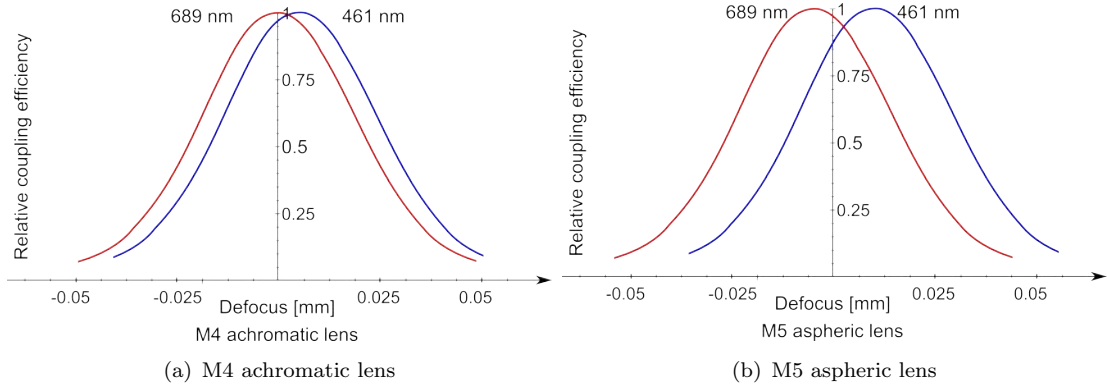 689 nm
1
461 nm
0.75
0.5
0.25
Relative coupling efficiency
-0.05
-0.025
0.025
0.05
Defocus [mm]
M4 achromatic lens
(a) M4 achromatic lens
689 nm
1
461 nm
0.75
0.5
0.25
Relative coupling efficiency
-0.05
-0.025
0.025
0.05
Defocus [mm]
M5 aspheric lens
(b) M5 aspheric lens